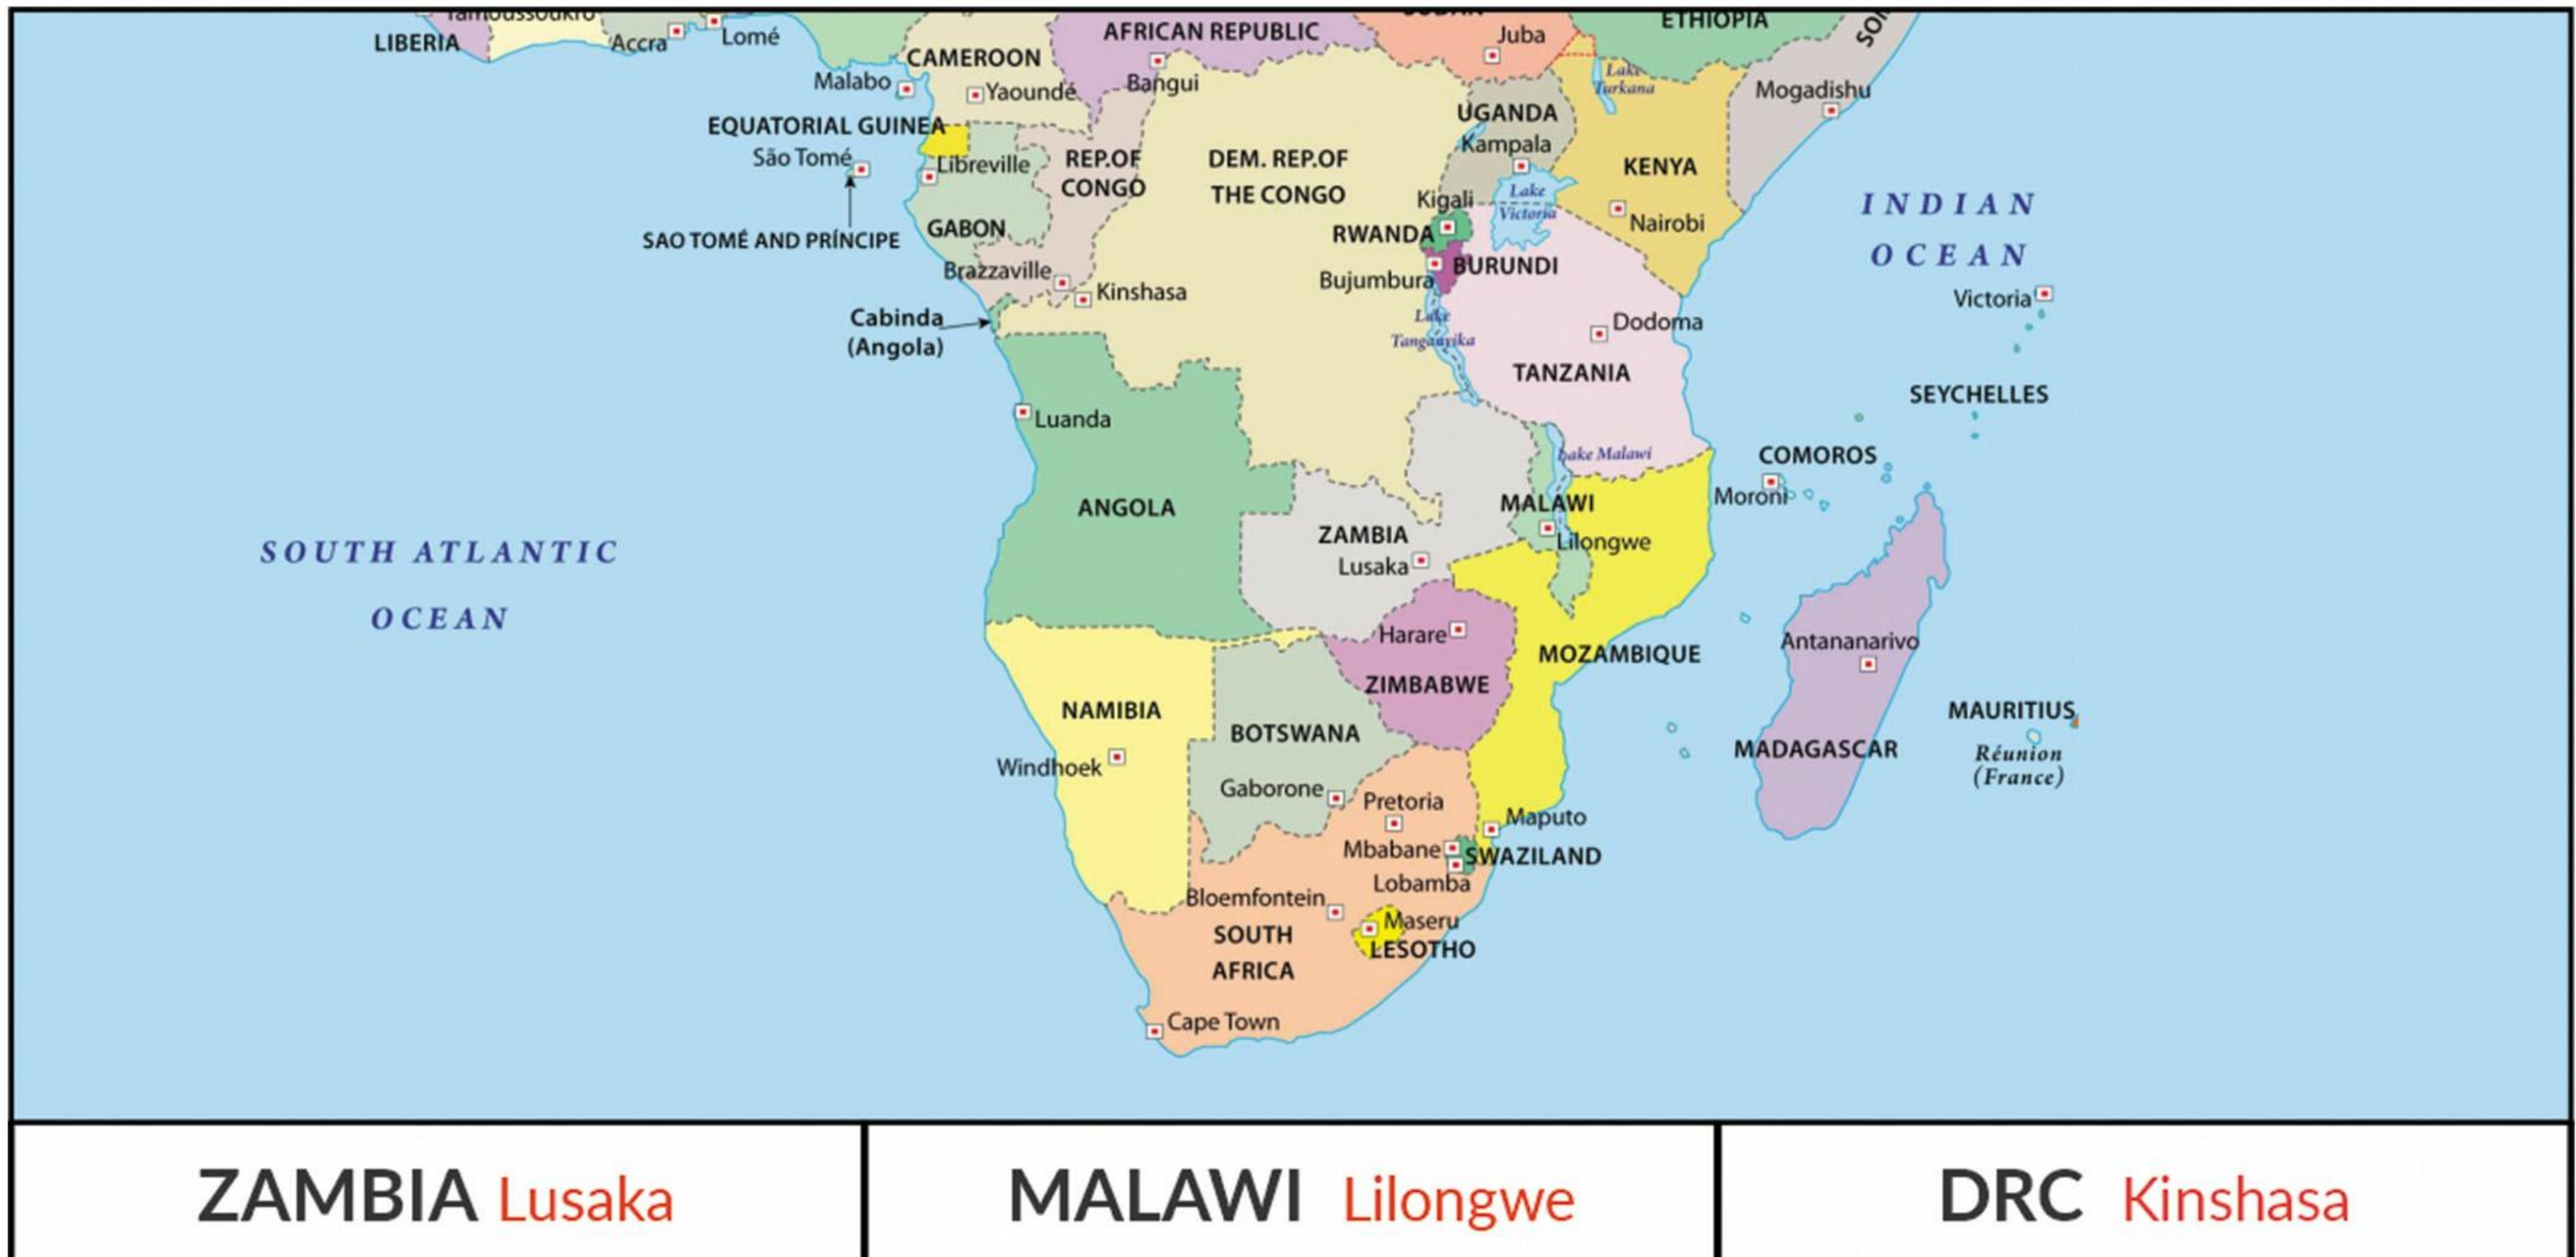 Yamoussoukro
LIBERIA
Accra
Lomé
CAMEROON
AFRICAN REPUBLIC
Juba
ETHIOPIA
Malabo
Yaoundé
Bangui
Lake
Turkana
Mogadishu
EQUATORIAL GUINEA
São Tomé
Libreville
REP.OF
CONGO
DEM. REP.OF
THE CONGO
UGANDA
Kampala
KENYA
Lake
Victoria
Kigali
RWANDA
Nairobi
INDIAN
OCEAN
SAO TOMÉ AND PRÍNCIPE
GABON
Brazzaville
Kinshasa
Bujumbura
BURUNDI
Victoria
Cabinda
(Angola)
Lake
Tanganyika
Dodoma
TANZANIA
SEYCHELLES
Luanda
Lake Malawi
COMOROS
Moroni
ANGOLA
MALAWI
Lilongwe
ZAMBIA
Lusaka
SOUTH ATLANTIC
OCEAN
Harare
ZIMBABWE
MOZAMBIQUE
Antananarivo
NAMIBIA
Windhoek
BOTSWANA
Gaborone
MADAGASCAR
MAURITIUS
Réunion
(France)
Pretoria
Maputo
Mbabane
SWAZILAND
Lobamba
Bloemfontein
Maseru
LESOTHO
SOUTH
AFRICA
Cape Town
ZAMBIA Lusaka
MALAWI Lilongwe
DRC Kinshasa